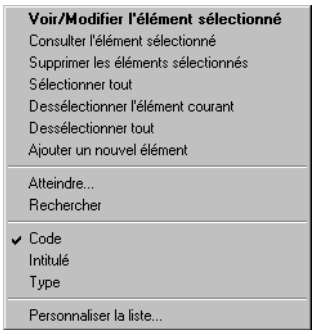 Voir/Modifier l'élément sélectionné
Consulter l'élément sélectionné
Supprimer les éléments sélectionnés
Sélectionner tout
Dessélectionner l'élément courant
Dessélectionner tout
Ajouter un nouvel élément
Atteindre...
Rechercher
Code
Intitulé
Type
Personnaliser la liste...